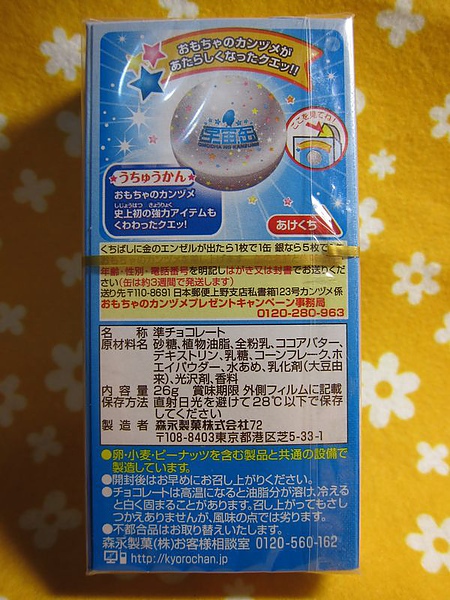 おもちゃのカンヅメが
あたらしくなったクエッ!!
ここを見てね!
宇宙缶
うちゅうかん
おもちゃのカンヅメ
しじょうはつ きょうりょく
史上初の強力アイテムも
くわわったクエッ!
あけくち
くちばしに金のエンゼルが出たら1枚で1缶 銀なら5枚で
年齢・性別・電話番号を明記しはがき又は封書でお送りくだ
さい(缶は約3週間で発送します)
送り先〒110-8691 日本郵便上野支店私書箱123号カンヅメ係
おもちゃのカンヅメプレゼントキャンペーン事務局
0120-280-963
名 称 準チョコレート
原材料名 砂糖、植物油脂、全粉乳、ココアバター、
デキストリン、乳糖、コーンフレーク、ホ
エイパウダー、水あめ、乳化剤(大豆由
来)、光沢剤、香料
内 容 量 26g 賞味期限 外側フィルムに記載
保存方法 直射日光を避けて28℃以下で保存
してください
製 造 者 森永製菓株式会社72
〒108-8403東京都港区芝5-33-1
●卵・小麦・ピーナッツを含む製品と共通の設備で
製造しています。
●開封後はお早めにお召し上がりください。
●チョコレートは高温になると油脂分が溶け、冷える
と白く固まることがあります。召し上がってもさし
つかえありませんが、風味の点では劣ります。
●不都合品はお取り替えいたします。
森永製菓(株)お客様相談室 0120-560-162
http://kyorochan.jp/